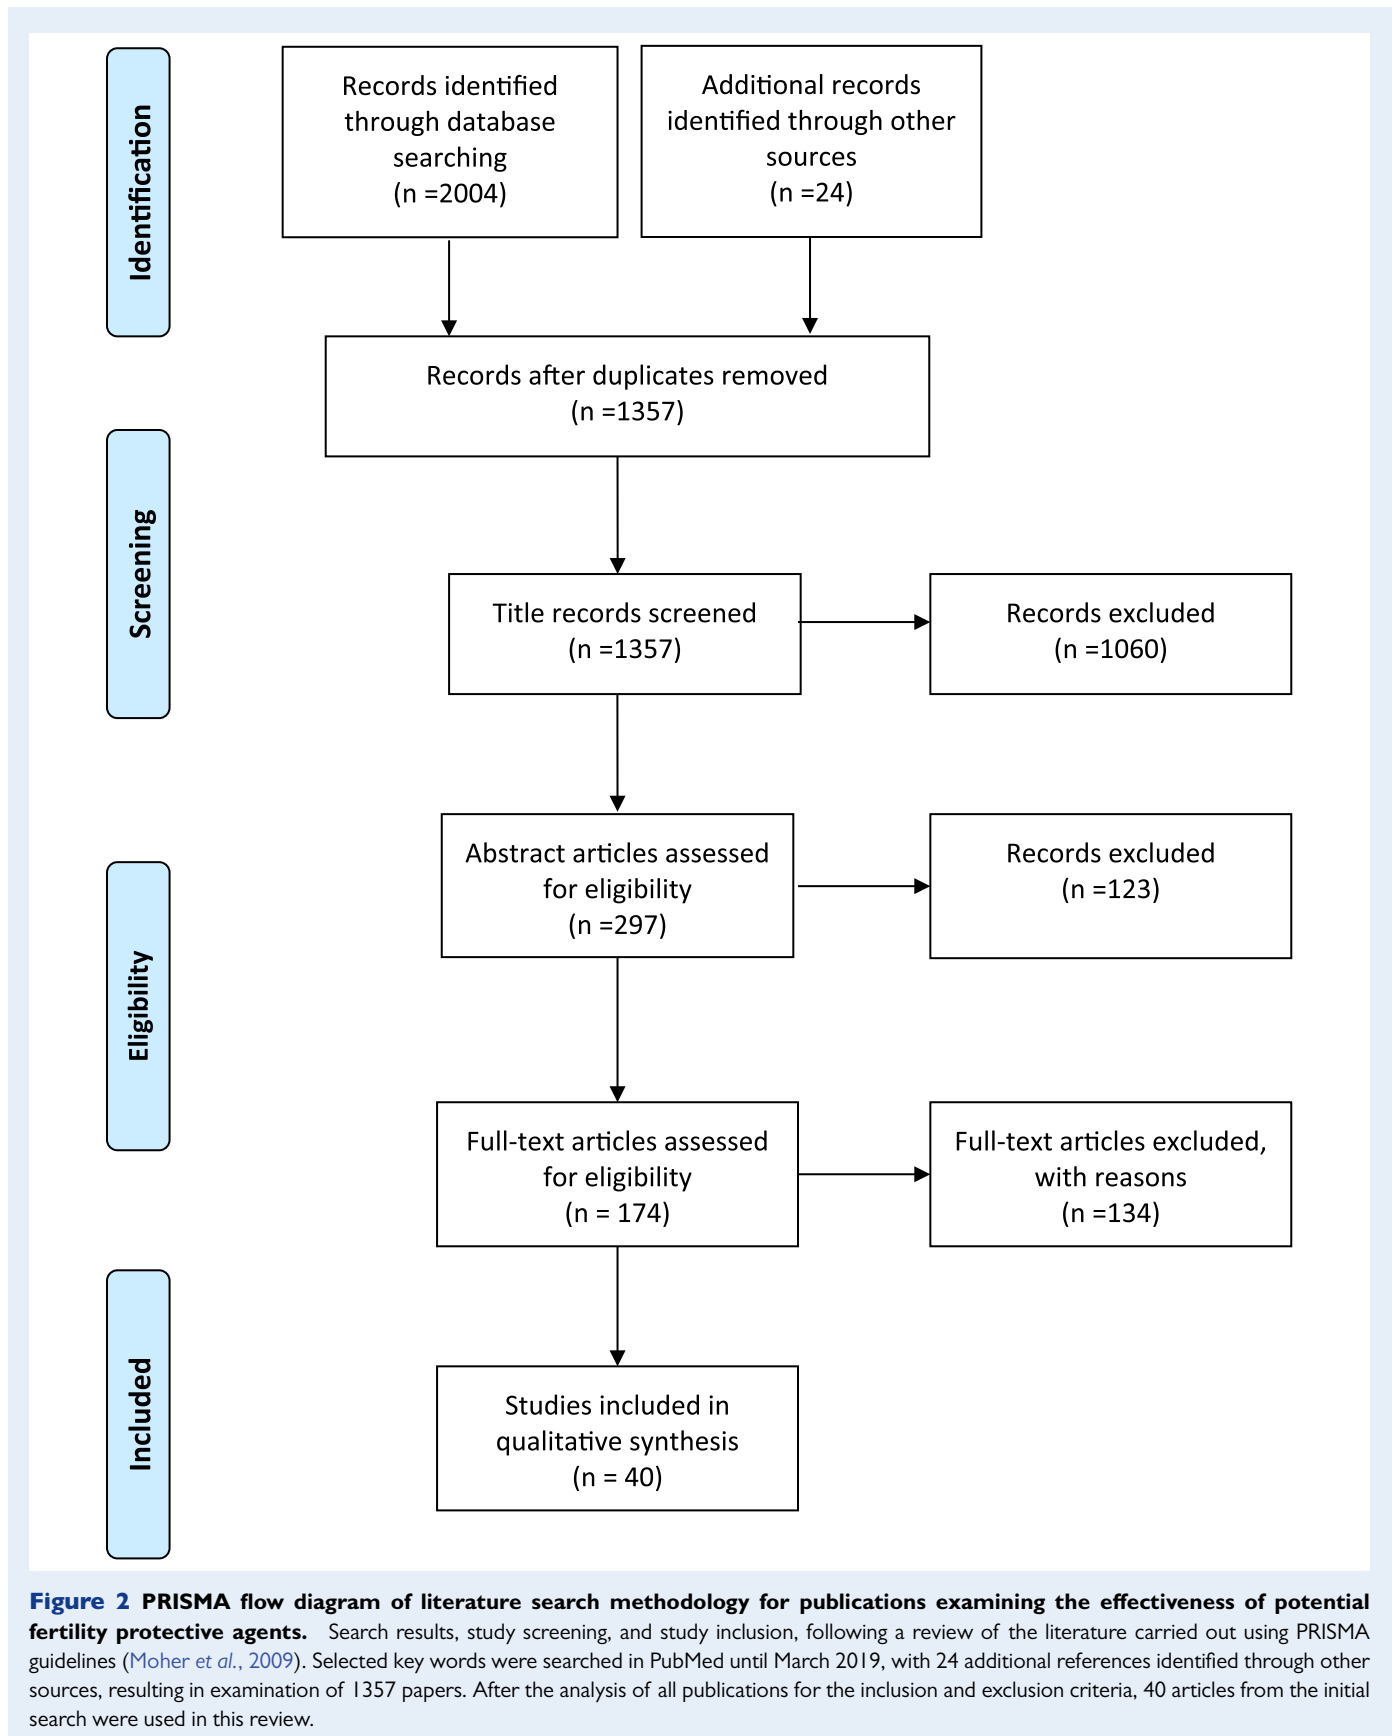 Identification
Records identified
through database
searching
(n =2004)
Additional records
identified through other
sources
(n =24)
Records after duplicates removed
(n =1357)
Screening
Title records screened
(n =1357)
Records excluded
(n =1060)
Eligibility
Abstract articles assessed
for eligibility
(n =297)
Records excluded
(n =123)
Full-text articles assessed
for eligibility
(n = 174)
Full-text articles excluded,
with reasons
(n =134)
Included
Studies included in
qualitative synthesis
(n = 40)
Figure 2 PRISMA flow diagram of literature search methodology for publications examining the effectiveness of potential
fertility protective agents. Search results, study screening, and study inclusion, following a review of the literature carried out using PRISMA
guidelines (Moher et al., 2009). Selected key words were searched in PubMed until March 2019, with 24 additional references identified through other
sources, resulting in examination of 1357 papers. After the analysis of all publications for the inclusion and exclusion criteria, 40 articles from the initial
search were used in this review.